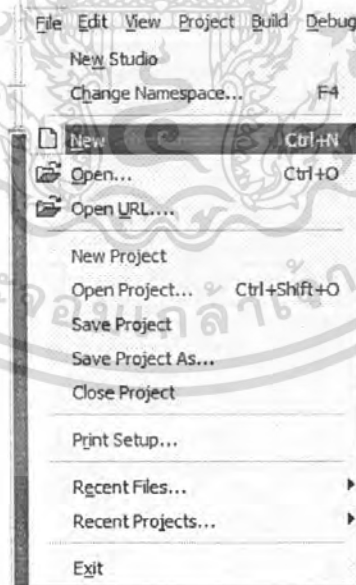 File Edit View Project Build Debug
New Studio
Change Namespace... F4
New Ctrl+N
Open... Ctrl+O
Open URL....
New Project
Open Project... Ctrl+Shift+O
Save Project
Save Project As...
Close Project
Print Setup...
Recent Files...
Recent Projects...
Exit